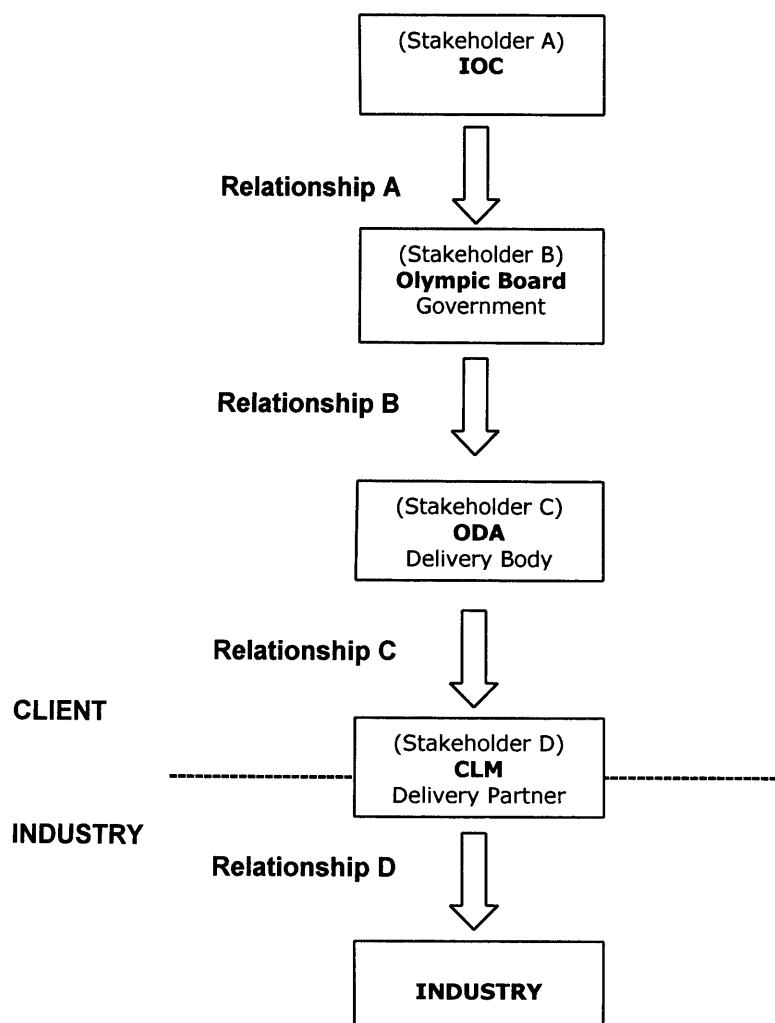 (Stakeholder A)
IOC
Relationship A
(Stakeholder B)
Olympic Board
Government
Relationship B
(Stakeholder C)
ODA
Delivery Body
Relationship C
CLIENT
(Stakeholder D)
CLM
Delivery Partner
INDUSTRY
Relationship D
INDUSTRY